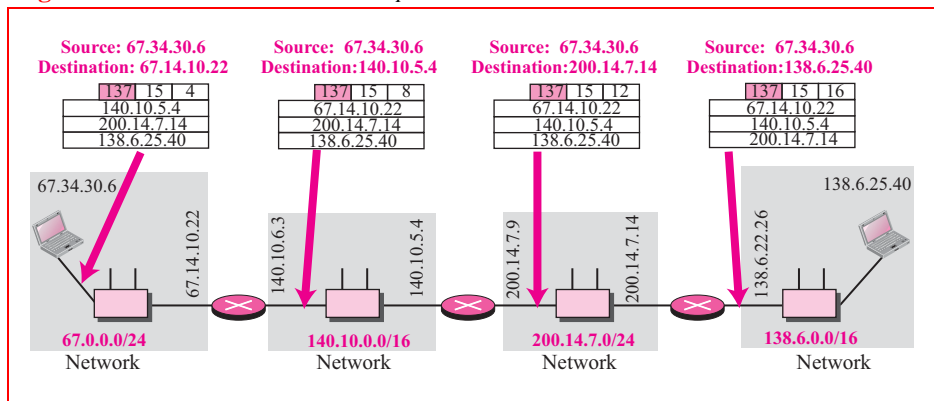 Source: 67.34.30.6
Destination: 67.14.10.22
137 15 4
140.10.5.4
200.14.7.14
138.6.25.40
Source: 67.34.30.6
Destination:140.10.5.4
137 15 8
67.14.10.22
200.14.7.14
138.6.25.40
Source: 67.34.30.6
Destination:200.14.7.14
137 15 12
67.14.10.22
140.10.5.4
138.6.25.40
Source: 67.34.30.6
Destination:138.6.25.40
137 15 16
67.14.10.22
140.10.5.4
200.14.7.14
67.34.30.6
67.14.10.22
140.10.6.3
140.10.5.4
200.14.7.9
200.14.7.14
138.6.22.26
138.6.25.40
67.0.0.0/24
Network
140.10.0.0/16
Network
200.14.7.0/24
Network
138.6.0.0/16
Network